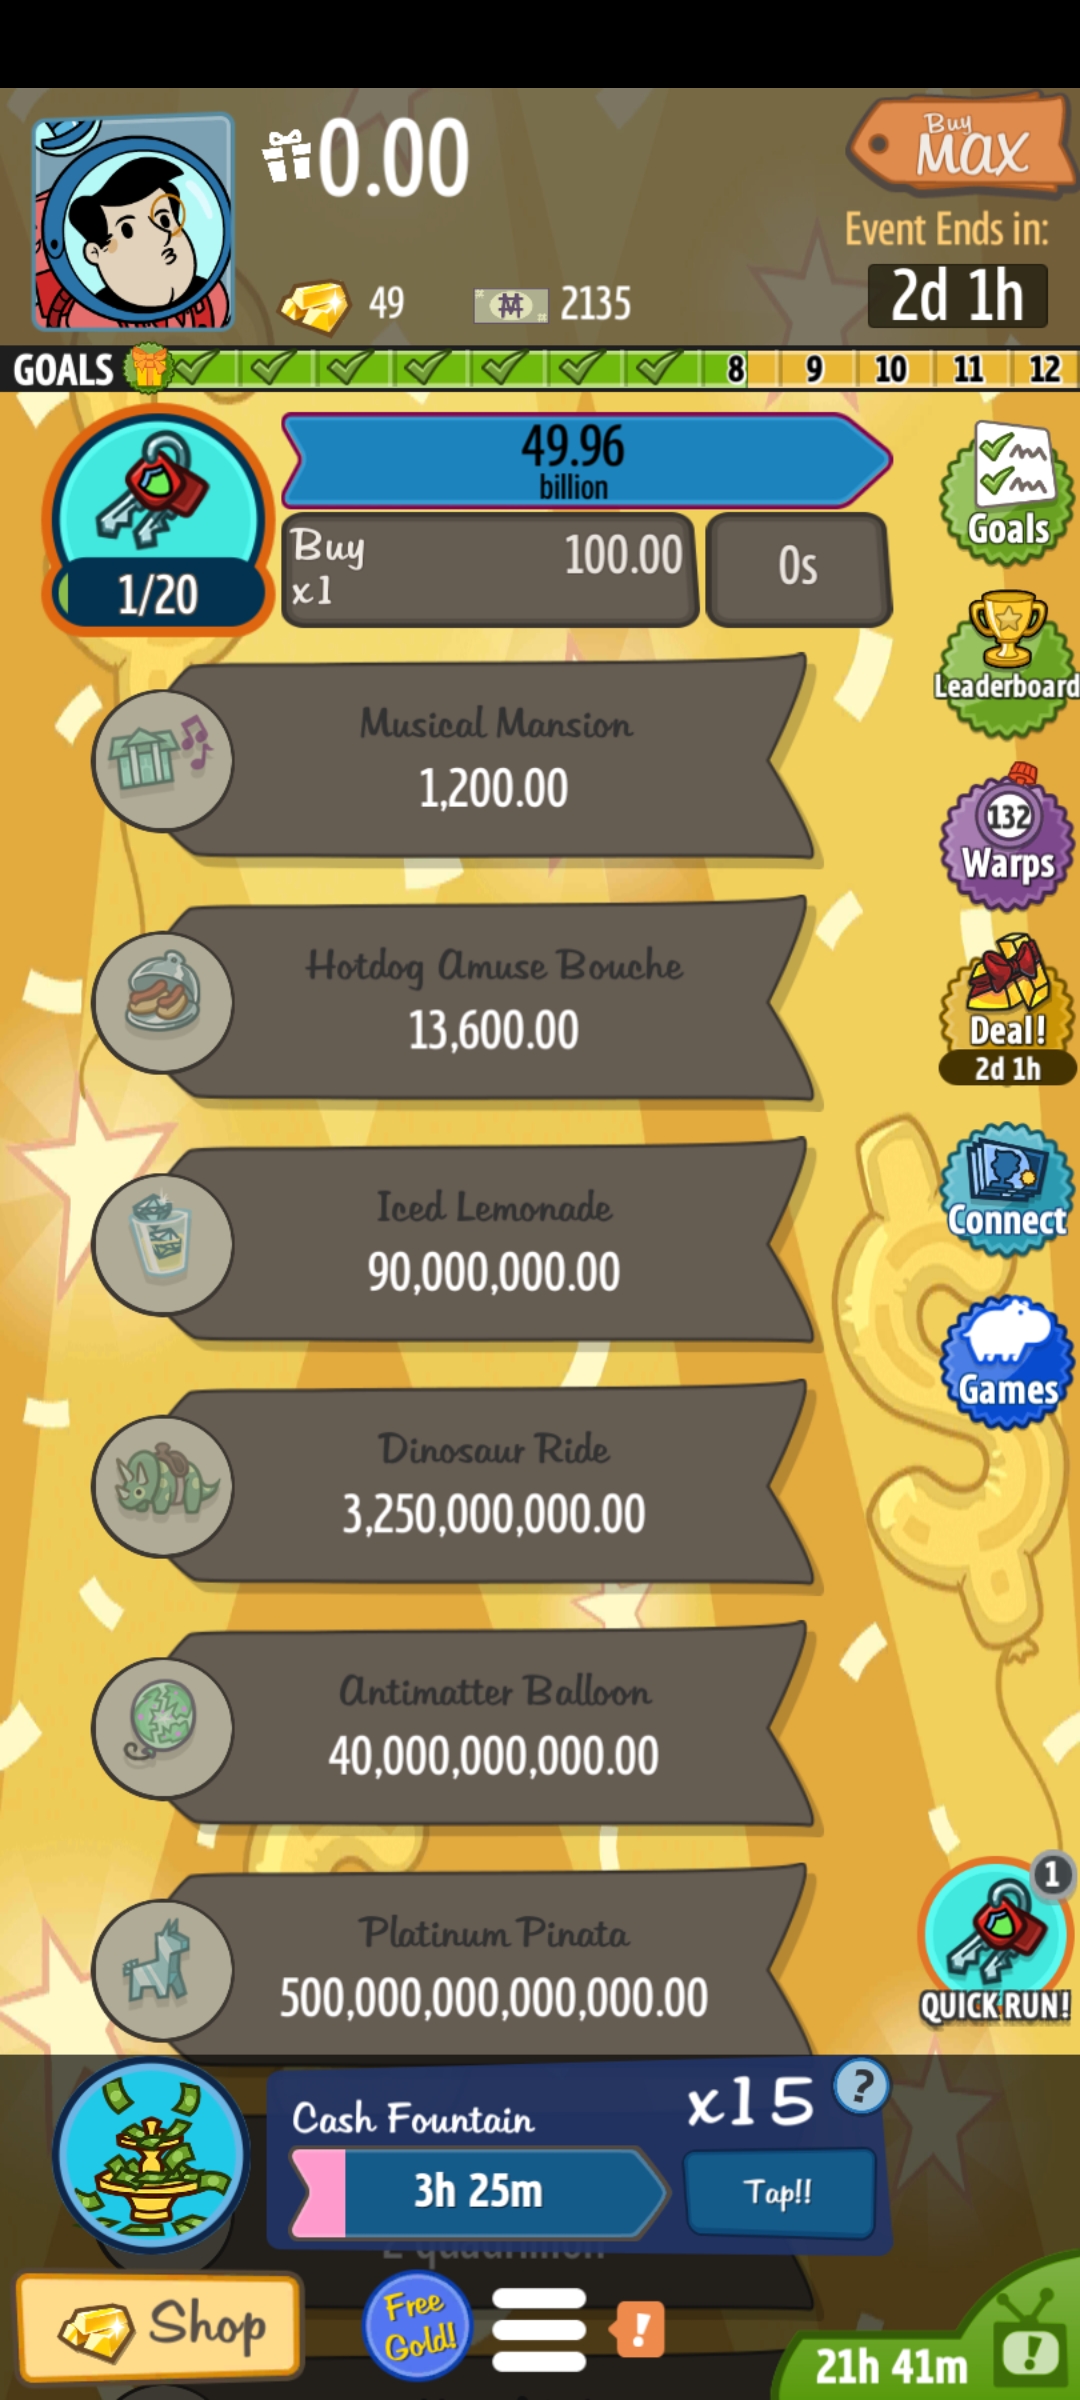 0.00
Buy
MAX
Event Ends in:
49
2135
2d 1h
GOALS
8 9 10 11 12
49.96
billion
Buy
x1
100.00
0s
1/20
Goals
Musical Mansion
1,200.00
Leaderboard
132
Warps
Hotdog Amuse Bouche
13,600.00
Deal!
2d 1h
Iced Lemonade
90,000,000.00
Connect
Games
Dinosaur Ride
3,250,000,000.00
Antimatter Balloon
40,000,000,000.00
1
QUICK RUN!
Platinum Pinata
500,000,000,000,000.00
Cash Fountain
x15
?
3h 25m
Tap!!
Shop
Free
Gold!
!
21h 41m
!